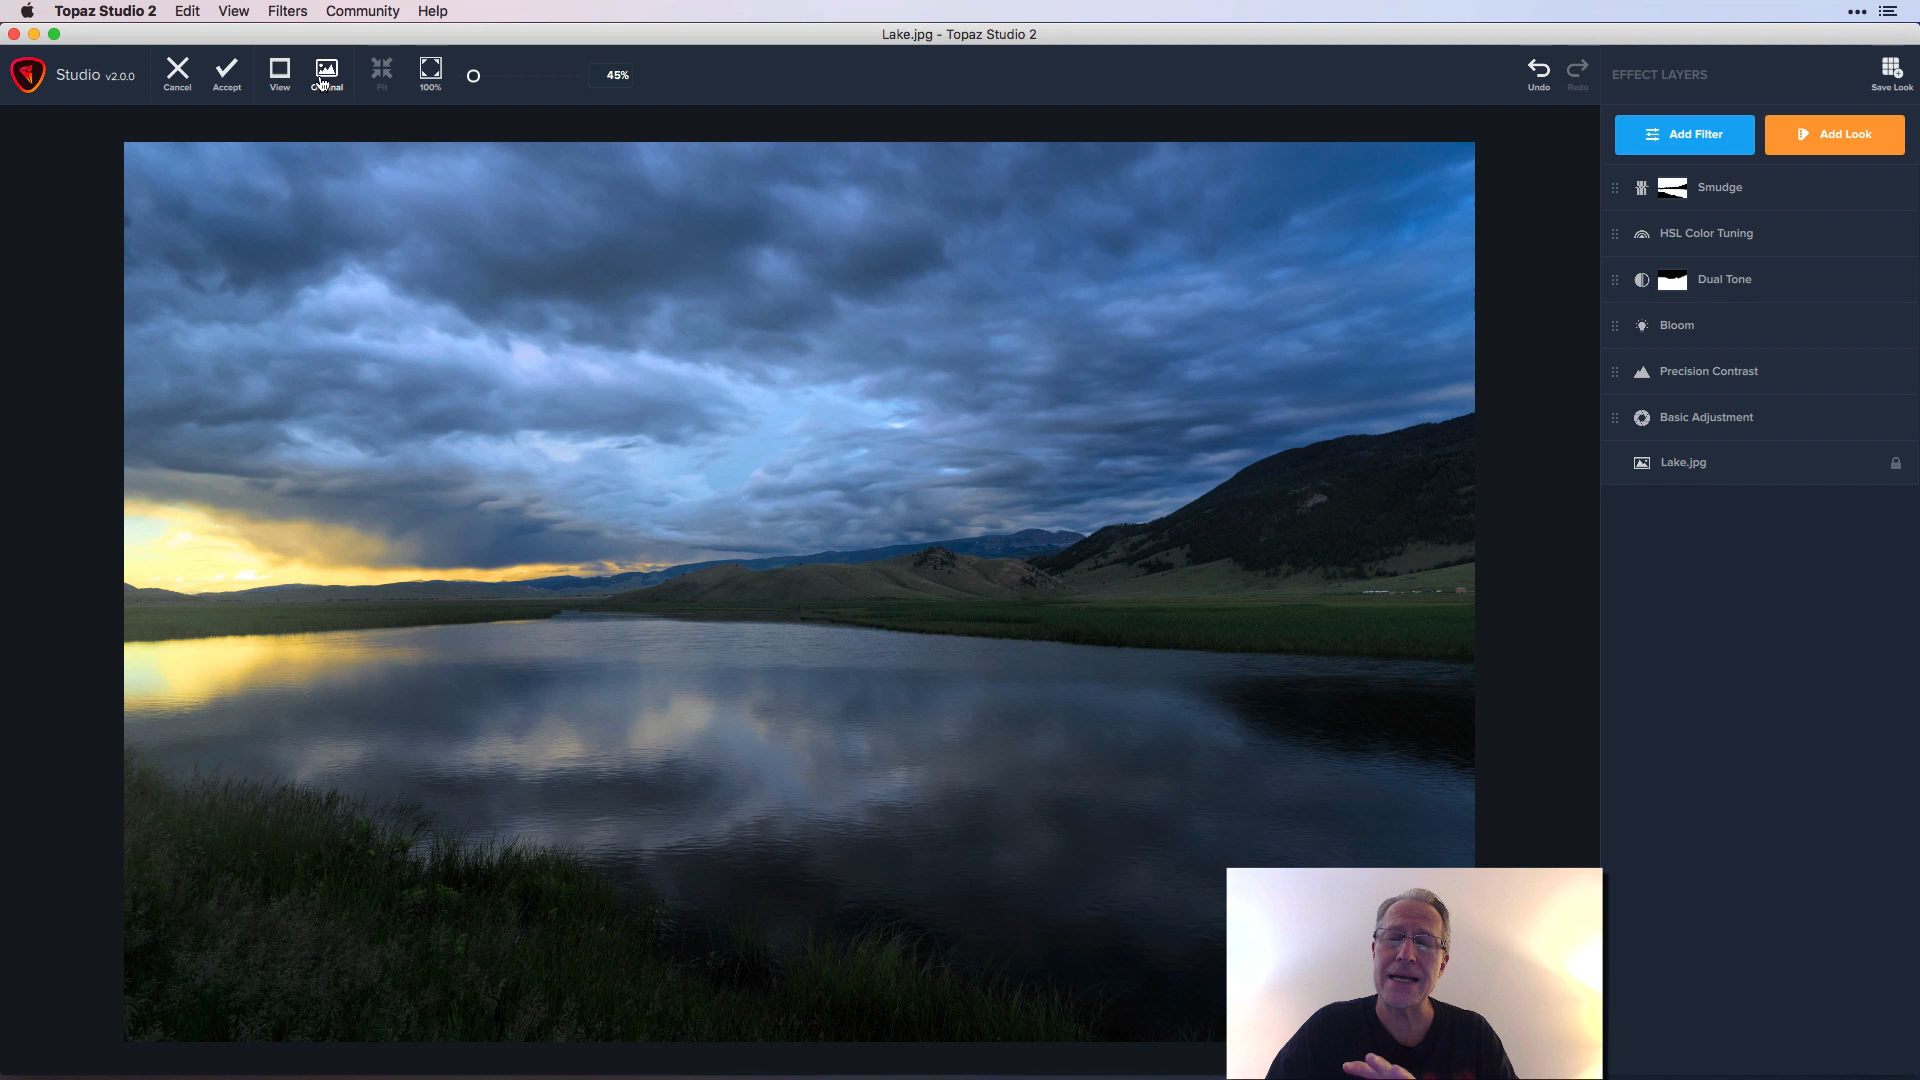 Topaz Studio 2 Edit View Filters Community Help
Lake.jpg - Topaz Studio 2
Studio v2.0.0
Cancel
Accept
View
Fit
100%
45%
Undo
Redo
EFFECT LAYERS
Save Look
Add Filter
Add Look
Smudge
HSL Color Tuning
Dual Tone
Bloom
Precision Contrast
Basic Adjustment
Lake.jpg